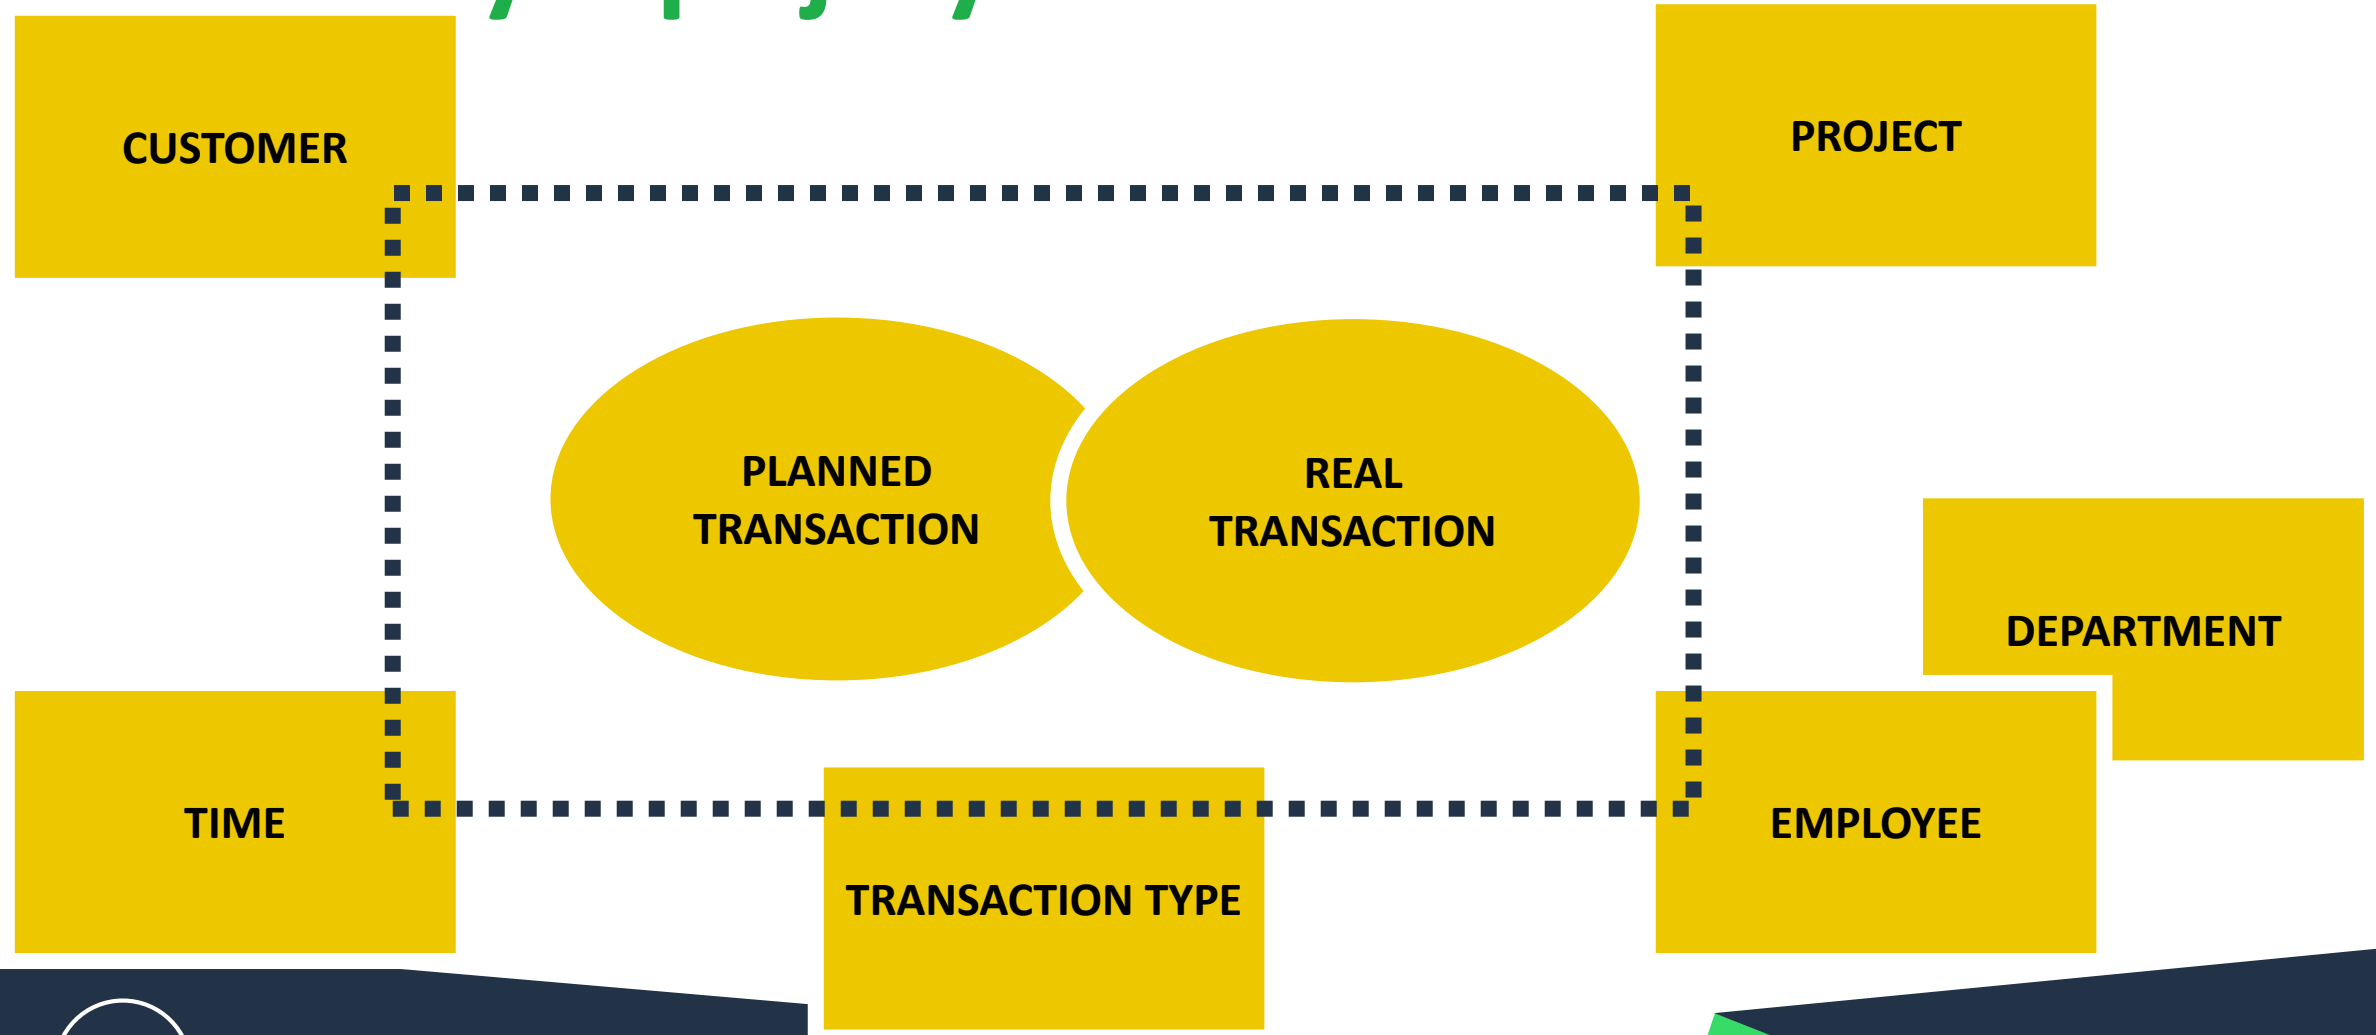 CUSTOMER
PROJECT
PLANNED
TRANSACTION
REAL
TRANSACTION
DEPARTMENT
TIME
EMPLOYEE
TRANSACTION TYPE